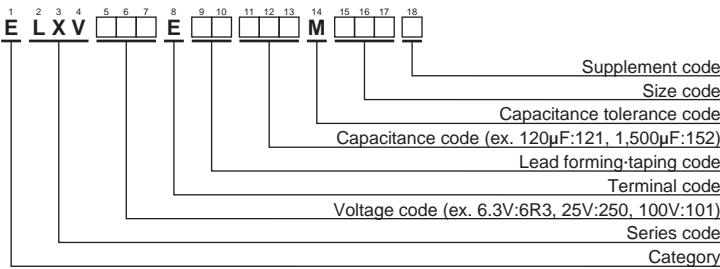 1 2 3 4 5 6 7 8 9 10 11 12 13 14 15 16 17 18
E L X V E M
Supplement code
Size code
Capacitance tolerance code
Capacitance code (ex. 120μF:121, 1,500μF:152)
Lead forming·taping code
Terminal code
Voltage code (ex. 6.3V:6R3, 25V:250, 100V:101)
Series code
Category